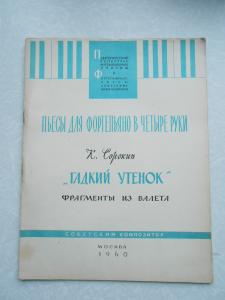 П
Ф
ПЬЕСЫ ДЛЯ ФОРТЕПЬЯНО В ЧЕТЫРЕ РУКИ
К. Сорокин
„ГАДКИЙ УТЕНОК“
ФРАГМЕНТЫ ИЗ БАЛЕТА
СОВЕТСКИЙ КОМПОЗИТОР
МОСКВА
1960